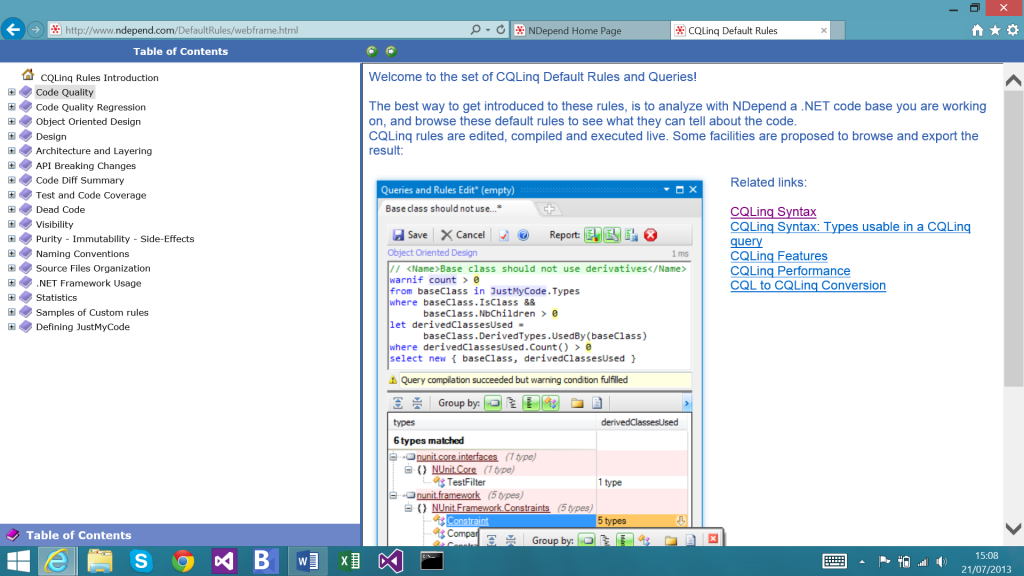 http://www.ndepend.com/DefaultRules/webframe.html
NDepend Home Page
CQLinq Default Rules
Table of Contents
CQLinq Rules Introduction
Code Quality
Code Quality Regression
Object Oriented Design
Design
Architecture and Layering
API Breaking Changes
Code Diff Summary
Test and Code Coverage
Dead Code
Visibility
Purity - Immutability - Side-Effects
Naming Conventions
Source Files Organization
.NET Framework Usage
Statistics
Samples of Custom rules
Defining JustMyCode
Table of Contents
Welcome to the set of CQLinq Default Rules and Queries!
The best way to get introduced to these rules, is to analyze with NDepend a .NET code base you are working
on, and browse these default rules to see what they can tell about the code.
CQLinq rules are edited, compiled and executed live. Some facilities are proposed to browse and export the
result:
Queries and Rules Edit* (empty)
Base class should not use...*
Save
Cancel
Report:
Object Oriented Design
1 ms
// <Name>Base class should not use derivatives</Name>
warnif count > 0
from baseClass in JustMyCode.Types
where baseClass.IsClass &&
baseClass.NbChildren > 0
let derivedClassesUsed =
baseClass.DerivedTypes.UsedBy(baseClass)
where derivedClassesUsed.Count() > 0
select new { baseClass, derivedClassesUsed }
Query compilation succeeded but warning condition fulfilled
Group by:
types
derivedClassesUsed
6 types matched
nunit.core.interfaces (1 type)
{ } NUnit.Core (1 type)
TestFilter
1 type
nunit.framework (5 types)
{ } NUnit.Framework.Constraints (5 types)
Constraint
5 types
Group by:
Related links:
CQLinq Syntax
CQLinq Syntax: Types usable in a CQLinq
query
CQLinq Features
CQLinq Performance
CQL to CQLinq Conversion
15:08
21/07/2013